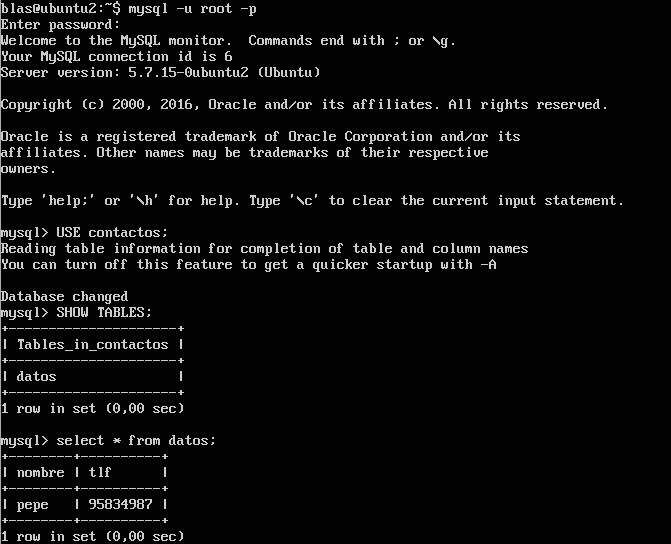 blas@ubuntu2:~$ mysql -u root -p
Enter password:
Welcome to the MySQL monitor.  Commands end with ; or \g.
Your MySQL connection id is 6
Server version: 5.7.15-0ubuntu2 (Ubuntu)

Copyright (c) 2000, 2016, Oracle and/or its affiliates. All rights reserved.

Oracle is a registered trademark of Oracle Corporation and/or its
affiliates. Other names may be trademarks of their respective
owners.

Type 'help;' or '\h' for help. Type '\c' to clear the current input statement.

mysql> USE contactos;
Reading table information for completion of table and column names
You can turn off this feature to get a quicker startup with -A

Database changed
mysql> SHOW TABLES;
+---------------------+
| Tables_in_contactos |
+---------------------+
| datos               |
+---------------------+
1 row in set (0,00 sec)

mysql> select * from datos;
+--------+----------+
| nombre | tlf      |
+--------+----------+
| pepe   | 95834987 |
+--------+----------+
1 row in set (0,00 sec)